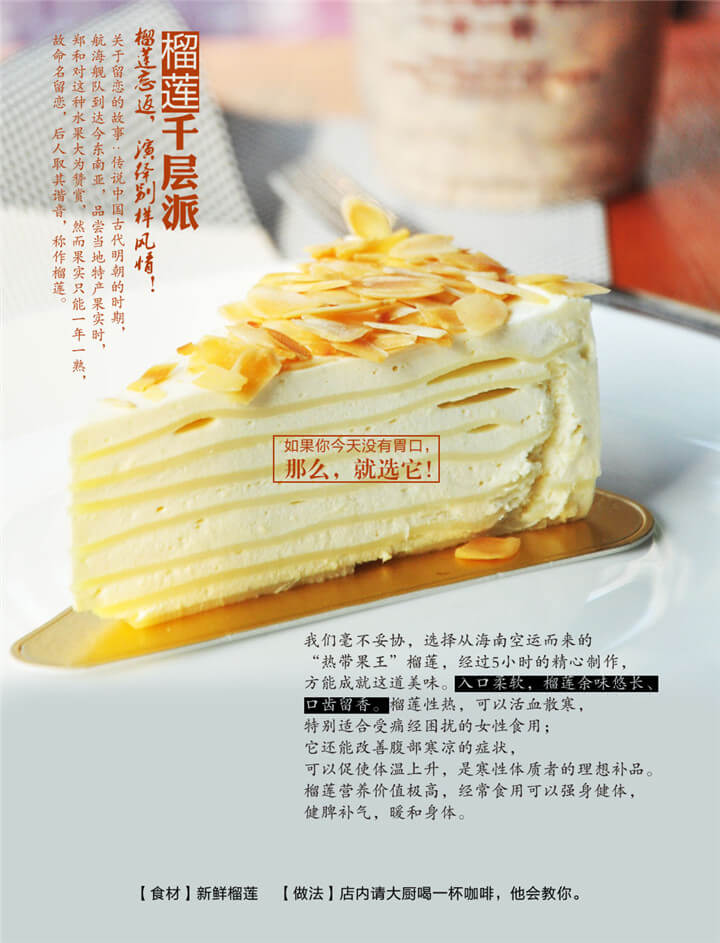 榴莲千层派
榴莲忘返，演绎别样风情！
关于留恋的故事：传说中国古代明朝的时期，
航海舰队到达今东南亚，品尝当地特产果实时，
郑和对这种水果大为赞赏，然而果实只能一年一熟，
故命名留恋，后人取其谐音，称作榴莲。
如果你今天没有胃口，
那么，就选它！
我们毫不妥协，选择从海南空运而来的
“热带果王”榴莲，经过5小时的精心制作，
方能成就这道美味。入口柔软，榴莲余味悠长、
口齿留香。榴莲性热，可以活血散寒，
特别适合受痛经困扰的女性食用；
它还能改善腹部寒凉的症状，
可以促使体温上升，是寒性体质者的理想补品。
榴莲营养价值极高，经常食用可以强身健体，
健脾补气，暖和身体。
【食材】新鲜榴莲 【做法】店内请大厨喝一杯咖啡，他会教你。